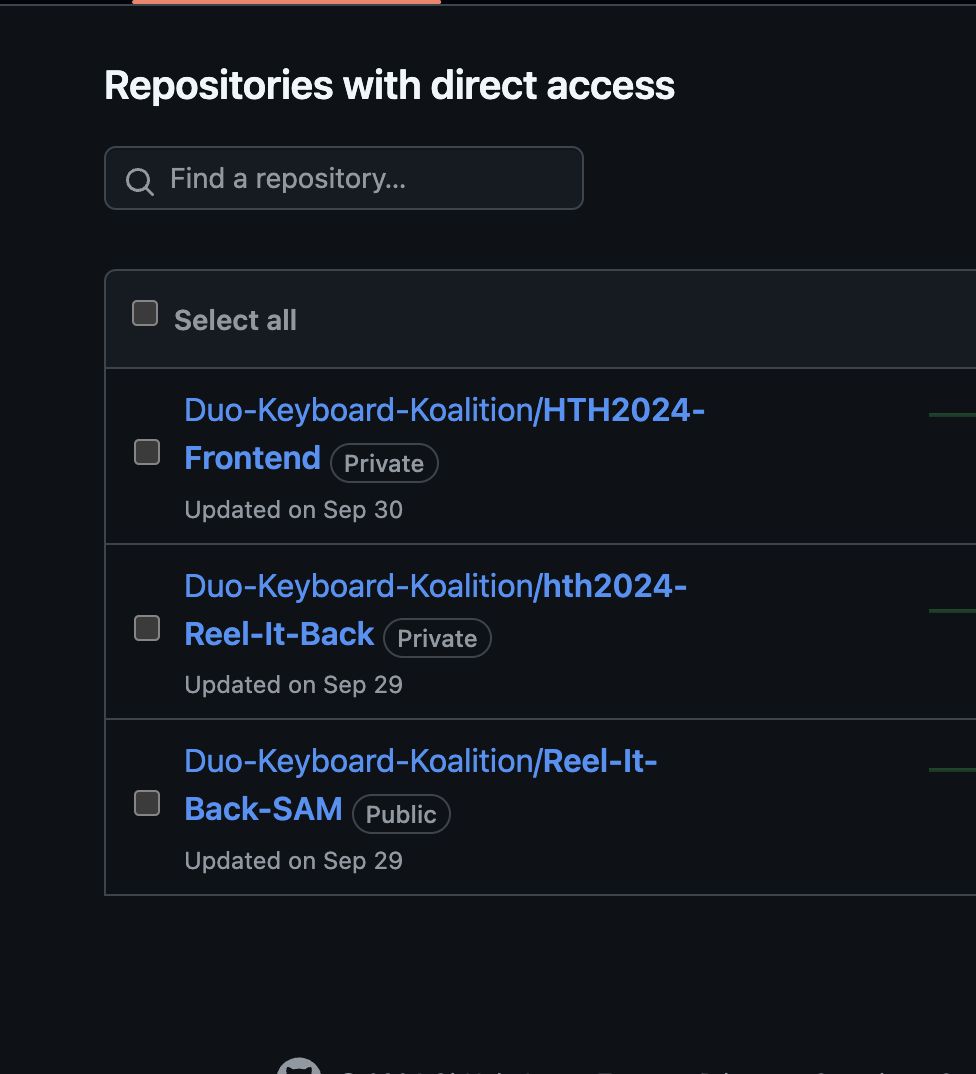 Repositories with direct access
Find a repository...
Select all
Duo-Keyboard-Koalition/HTH2024-
Frontend Private
Updated on Sep 30
Duo-Keyboard-Koalition/hth2024-
Reel-It-Back Private
Updated on Sep 29
Duo-Keyboard-Koalition/Reel-It-
Back-SAM Public
Updated on Sep 29